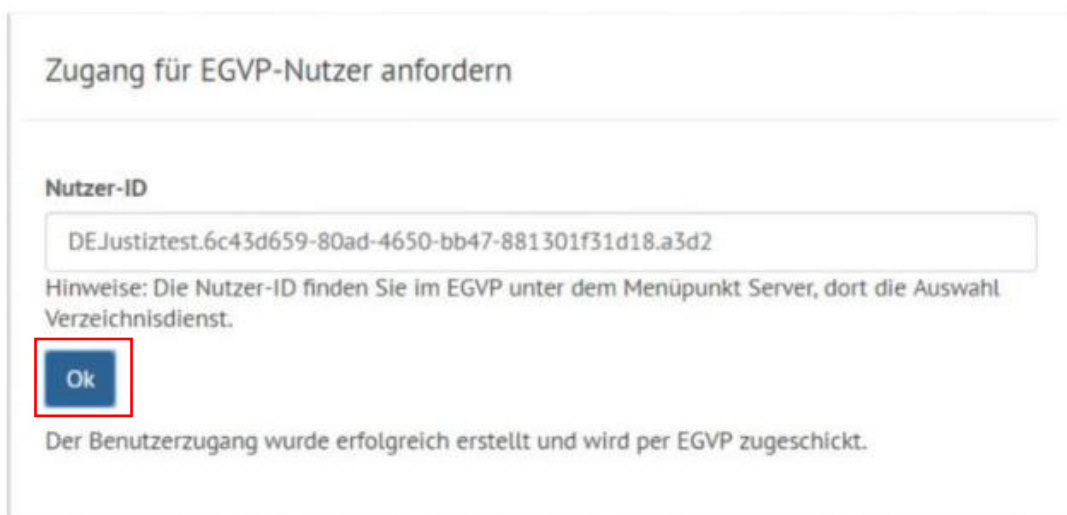 Zugang für EGVP-Nutzer anfordern
Nutzer-ID
DE.Justiztest.6c43d659-80ad-4650-bb47-881301f31d18.a3d2
Hinweise: Die Nutzer-ID finden Sie im EGVP unter dem Menüpunkt Server, dort die Auswahl
Verzeichnisdienst.
Ok
Der Benutzerzugang wurde erfolgreich erstellt und wird per EGVP zugeschickt.